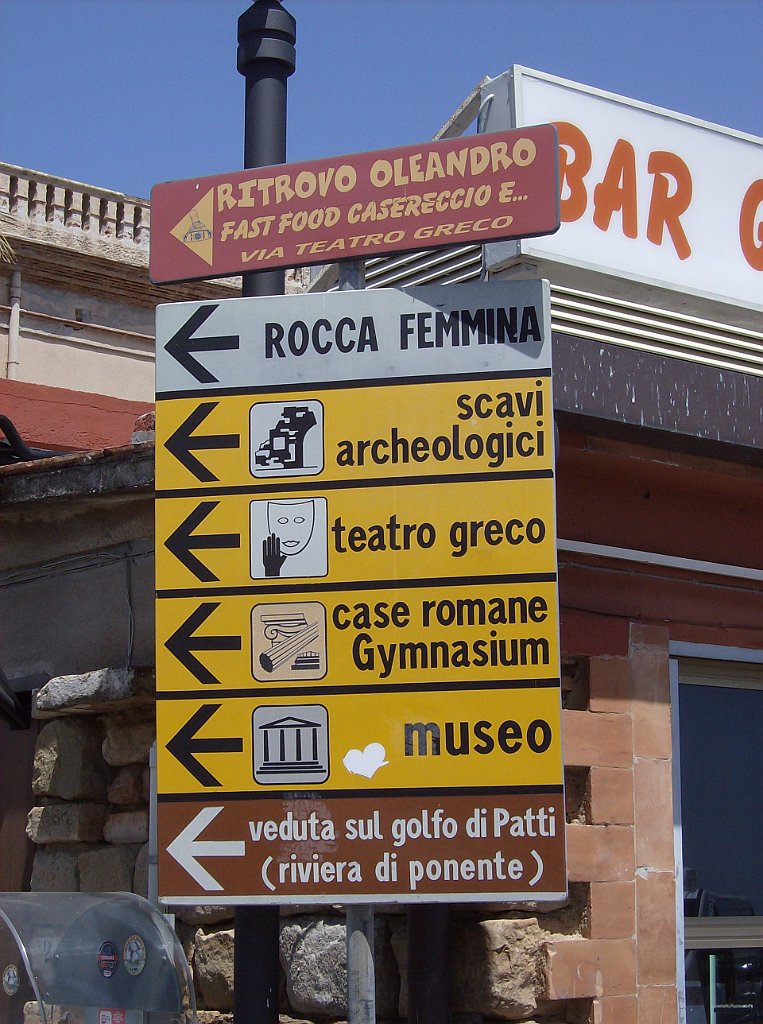 RITROVO OLEANDRO
FAST FOOD CASERECCIO E...
VIA TEATRO GRECO
BAR
ROCCA FEMMINA
scavi
archeologici
teatro greco
case romane
Gymnasium
museo
veduta sul golfo di Patti
(riviera di ponente)